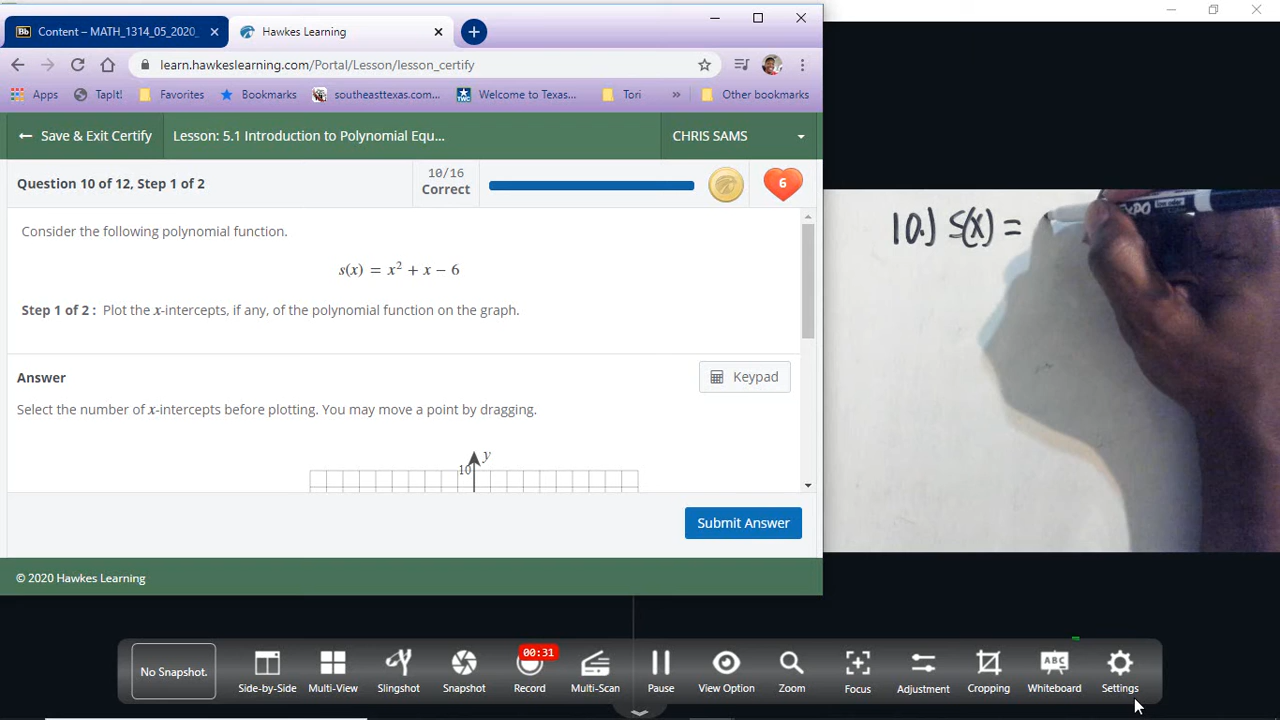 Content – MATH_1314_05_2020_
Hawkes Learning
learn.hawkeslearning.com/Portal/Lesson/lesson_certify
Apps
TapIt!
Favorites
Bookmarks
southeasttexas.com...
Welcome to Texas...
Tori
»
Other bookmarks
← Save & Exit Certify
Lesson: 5.1 Introduction to Polynomial Equ...
CHRIS SAMS
Question 10 of 12, Step 1 of 2
10/16
Correct
6
Consider the following polynomial function.
s(x) = x² + x − 6
Step 1 of 2 : Plot the x-intercepts, if any, of the polynomial function on the graph.
Answer
Keypad
Select the number of x-intercepts before plotting. You may move a point by dragging.
y
10
Submit Answer
© 2020 Hawkes Learning
10.) S(x) =
EXPO
No Snapshot.
Side-by-Side
Multi-View
Slingshot
Snapshot
00:31
Record
Multi-Scan
Pause
View Option
Zoom
Focus
Adjustment
Cropping
ABC
Whiteboard
Settings